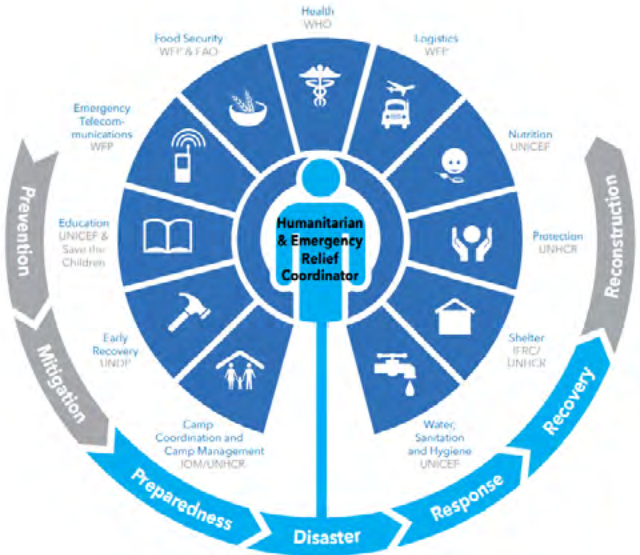 Health
WHO
Logistics
WFP
Nutrition
UNICEF
Protection
UNHCR
Shelter
IFRC/
UNHCR
Water,
Sanitation
and Hygiene
UNICEF
Camp
Coordination and
Camp Management
IOM/UNHCR
Early
Recovery
UNDP
Education
UNICEF &
Save the
Children
Emergency
Telecom-
munications
WFP
Food Security
WFP & FAO
Humanitarian
& Emergency
Relief
Coordinator
Prevention
Mitigation
Preparedness
Disaster
Response
Recovery
Reconstruction